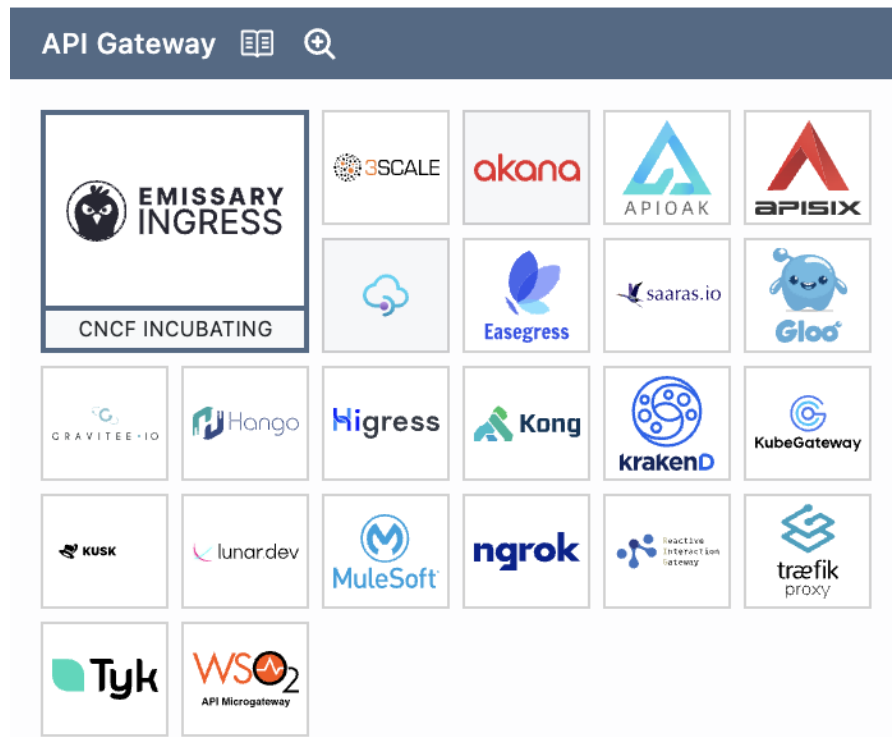 API Gateway
EMISSARY
INGRESS
CNCF INCUBATING
3SCALE
akana
APIOAK
APISIX
Easegress
saaras.io
Gloo
GRAVITEE·IO
Hango
Higress
Kong
krakenD
KubeGateway
KUSK
lunar.dev
MuleSoft
ngrok
Reactive
Interaction
Gateway
træfik
proxy
Tyk
WSO2
API Microgateway